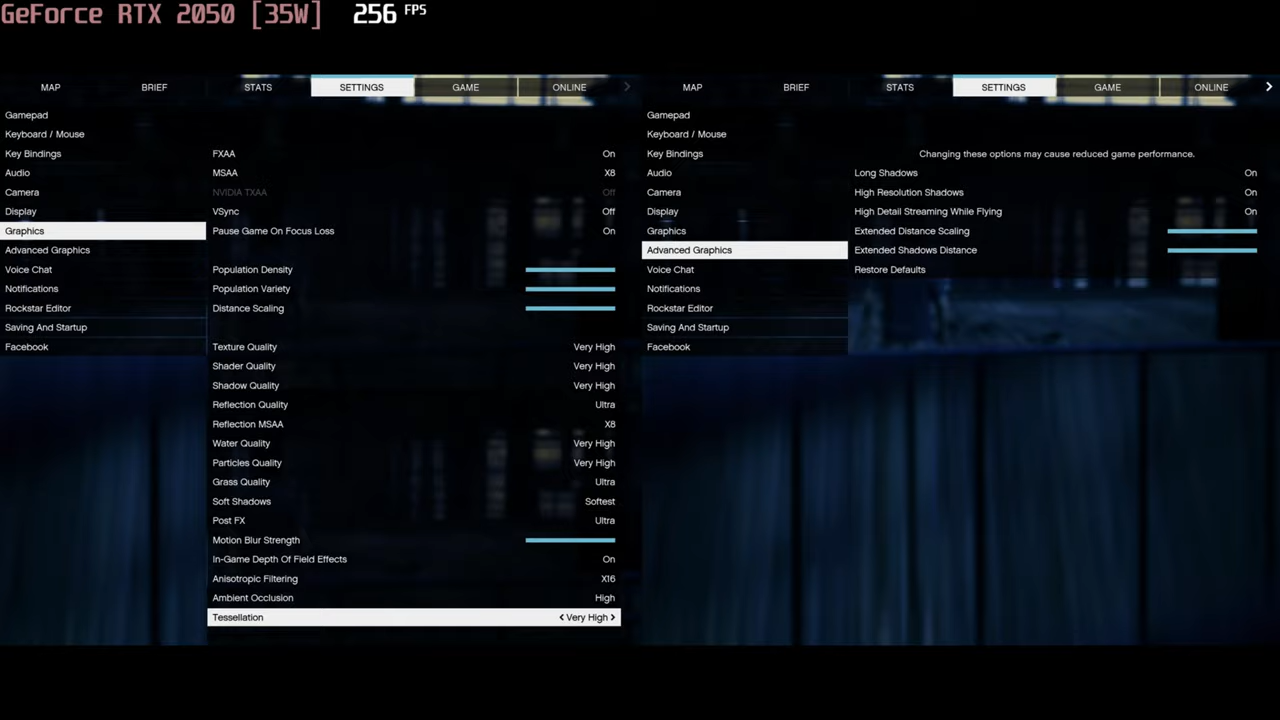 GeForce RTX 2050 [35W] 256 FPS
MAP BRIEF STATS SETTINGS GAME ONLINE
Gamepad
Keyboard / Mouse
Key Bindings
Audio
Camera
Display
Graphics
Advanced Graphics
Voice Chat
Notifications
Rockstar Editor
Saving And Startup
Facebook
FXAA On
MSAA X8
NVIDIA TXAA Off
VSync Off
Pause Game On Focus Loss On
Population Density
Population Variety
Distance Scaling
Texture Quality Very High
Shader Quality Very High
Shadow Quality Very High
Reflection Quality Ultra
Reflection MSAA X8
Water Quality Very High
Particles Quality Very High
Grass Quality Ultra
Soft Shadows Softest
Post FX Ultra
Motion Blur Strength
In-Game Depth Of Field Effects On
Anisotropic Filtering X16
Ambient Occlusion High
Tessellation < Very High >
MAP BRIEF STATS SETTINGS GAME ONLINE
Gamepad
Keyboard / Mouse
Key Bindings
Audio
Camera
Display
Graphics
Advanced Graphics
Voice Chat
Notifications
Rockstar Editor
Saving And Startup
Facebook
Changing these options may cause reduced game performance.
Long Shadows On
High Resolution Shadows On
High Detail Streaming While Flying On
Extended Distance Scaling
Extended Shadows Distance
Restore Defaults